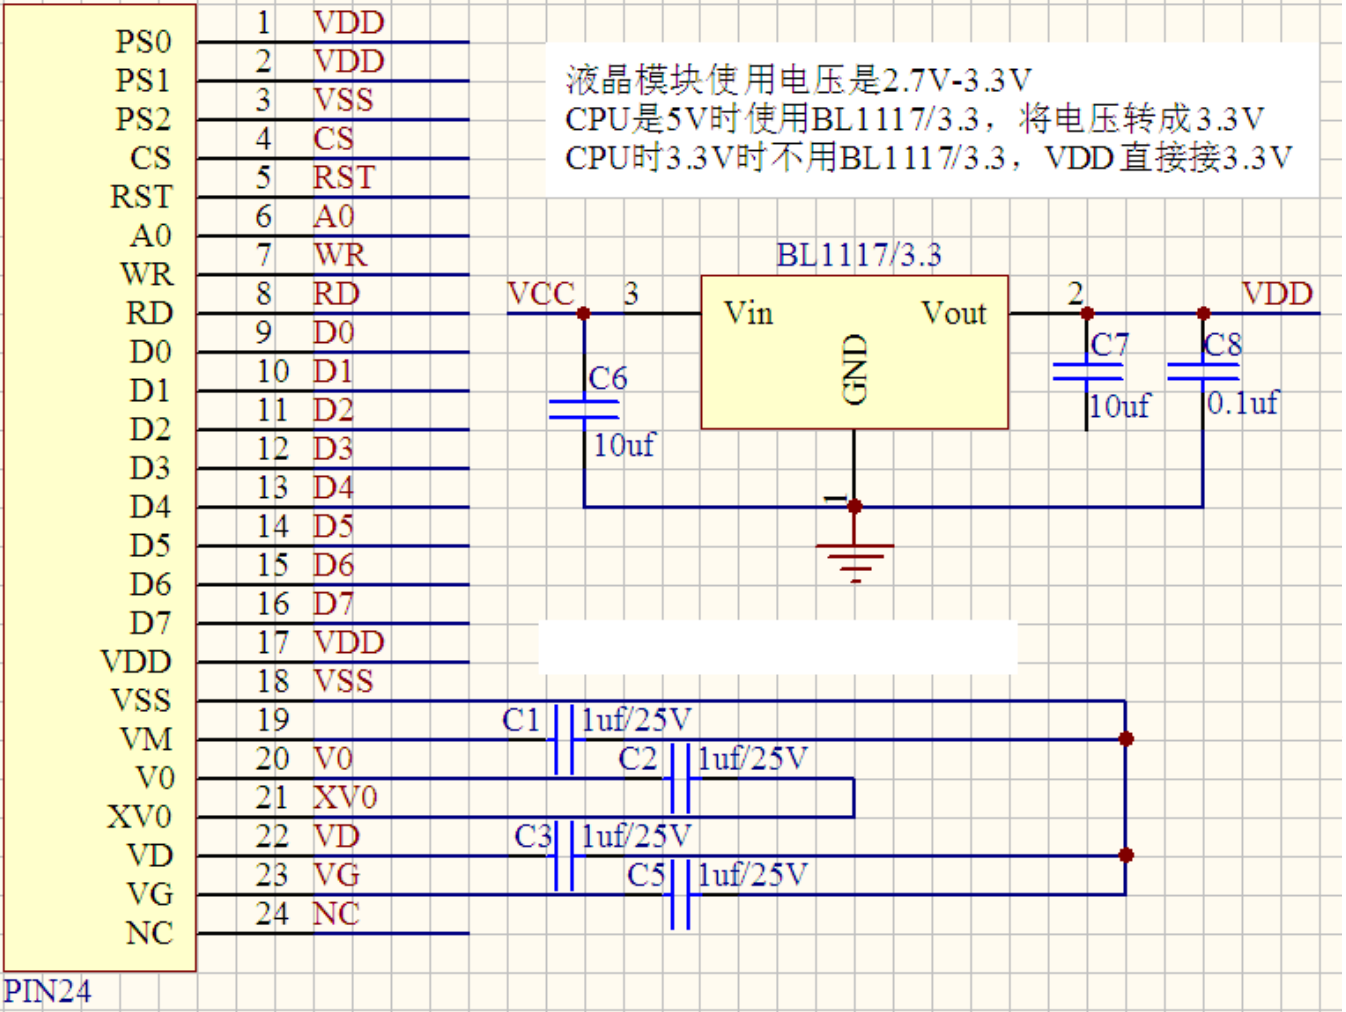 PS0 1 VDD
PS1 2 VDD
PS2 3 VSS
CS 4 CS
RST 5 RST
A0 6 A0
WR 7 WR
RD 8 RD
D0 9 D0
D1 10 D1
D2 11 D2
D3 12 D3
D4 13 D4
D5 14 D5
D6 15 D6
D7 16 D7
VDD 17 VDD
VSS 18 VSS
VM 19
V0 20 V0
XV0 21 XV0
VD 22 VD
VG 23 VG
NC 24 NC
PIN24
液晶模块使用电压是2.7V-3.3V
CPU是5V时使用BL1117/3.3，将电压转成3.3V
CPU时3.3V时不用BL1117/3.3，VDD直接接3.3V
BL1117/3.3
VCC 3 Vin Vout 2 VDD
GND
1
C6
10uf
C7
10uf
C8
0.1uf
C1 1uf/25V
C2 1uf/25V
C3 1uf/25V
C5 1uf/25V